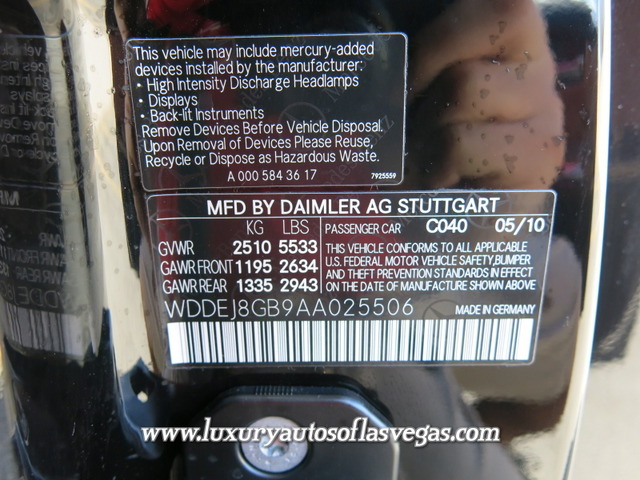 This vehicle may include mercury-added
devices installed by the manufacturer:
• High Intensity Discharge Headlamps
• Displays
• Back-lit Instruments
Remove Devices Before Vehicle Disposal.
Upon Removal of Devices Please Reuse,
Recycle or Dispose as Hazardous Waste.
A 000 584 36 17 7925559
MFD BY DAIMLER AG STUTTGART
KG LBS
GVWR 2510 5533
GAWR FRONT 1195 2634
GAWR REAR 1335 2943
PASSENGER CAR C040 05/10
THIS VEHICLE CONFORMS TO ALL APPLICABLE
U.S. FEDERAL MOTOR VEHICLE SAFETY,BUMPER
AND THEFT PREVENTION STANDARDS IN EFFECT
ON THE DATE OF MANUFACTURE SHOWN ABOVE.
WDDEJ8GB9AA025506 MADE IN GERMANY
www.luxuryautosoflasvegas.com